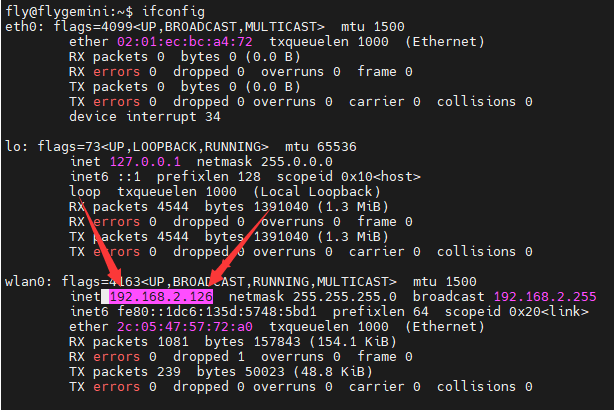 fly@flygemini:~$ ifconfig
eth0: flags=4099<UP,BROADCAST,MULTICAST>  mtu 1500
ether 02:01:ec:bc:a4:72  txqueuelen 1000  (Ethernet)
RX packets 0  bytes 0 (0.0 B)
RX errors 0  dropped 0  overruns 0  frame 0
TX packets 0  bytes 0 (0.0 B)
TX errors 0  dropped 0 overruns 0  carrier 0  collisions 0
device interrupt 34
lo: flags=73<UP,LOOPBACK,RUNNING>  mtu 65536
inet 127.0.0.1  netmask 255.0.0.0
inet6 ::1  prefixlen 128  scopeid 0x10<host>
loop  txqueuelen 1000  (Local Loopback)
RX packets 4544  bytes 1391040 (1.3 MiB)
RX errors 0  dropped 0  overruns 0  frame 0
TX packets 4544  bytes 1391040 (1.3 MiB)
TX errors 0  dropped 0 overruns 0  carrier 0  collisions 0
wlan0: flags=4163<UP,BROADCAST,RUNNING,MULTICAST>  mtu 1500
inet 192.168.2.126  netmask 255.255.255.0  broadcast 192.168.2.255
inet6 fe80::1dc6:135d:5748:5bd1  prefixlen 64  scopeid 0x20<link>
ether 2c:05:47:57:72:a0  txqueuelen 1000  (Ethernet)
RX packets 1081  bytes 157843 (154.1 KiB)
RX errors 0  dropped 1  overruns 0  frame 0
TX packets 239  bytes 50023 (48.8 KiB)
TX errors 0  dropped 0 overruns 0  carrier 0  collisions 0